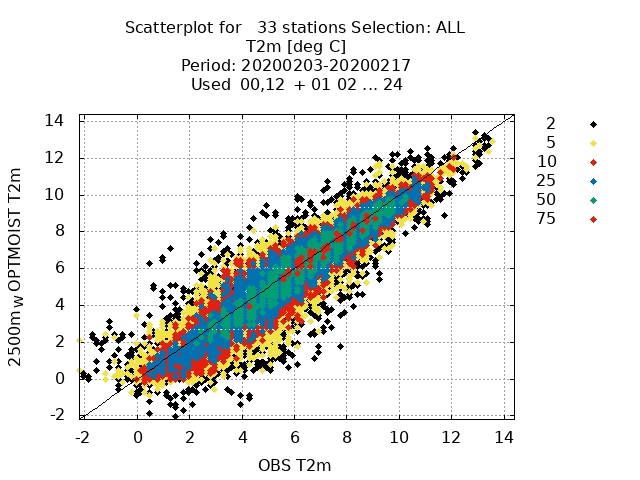 Scatterplot for   33 stations Selection: ALL
T2m [deg C]
Period: 20200203-20200217
Used  00,12  + 01 02 ... 24
14
12
10
8
6
4
2
0
-2
-2 0 2 4 6 8 10 12 14
2500m_W OPTMOIST T2m
OBS T2m
2
5
10
25
50
75